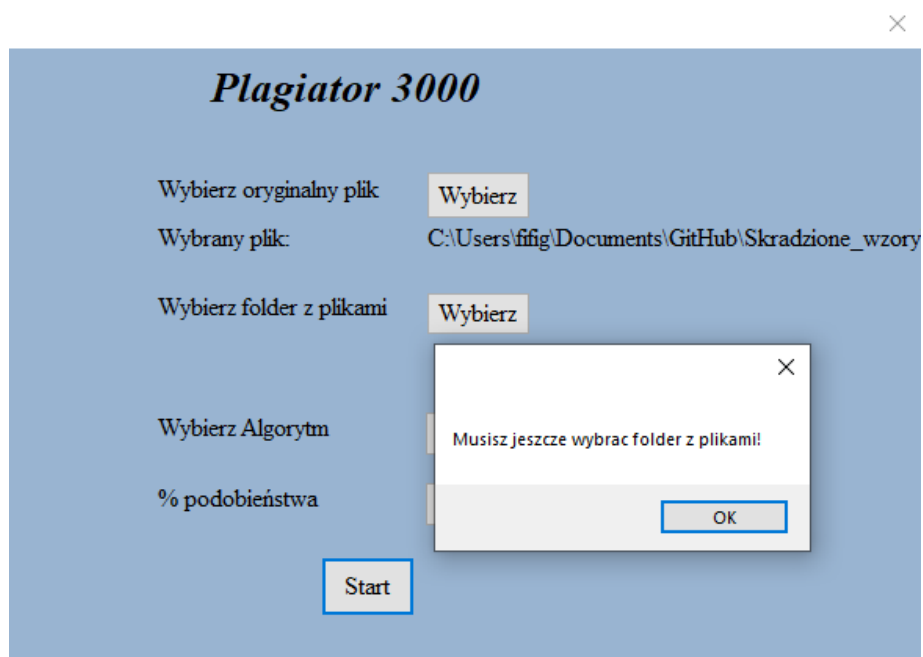 Plagiator 3000
Wybierz oryginalny plik
Wybierz
Wybrany plik:
C:\Users\fifig\Documents\GitHub\Skradzione_wzory
Wybierz folder z plikami
Wybierz
Musisz jeszcze wybrac folder z plikami!
OK
Wybierz Algorytm
% podobieństwa
Start